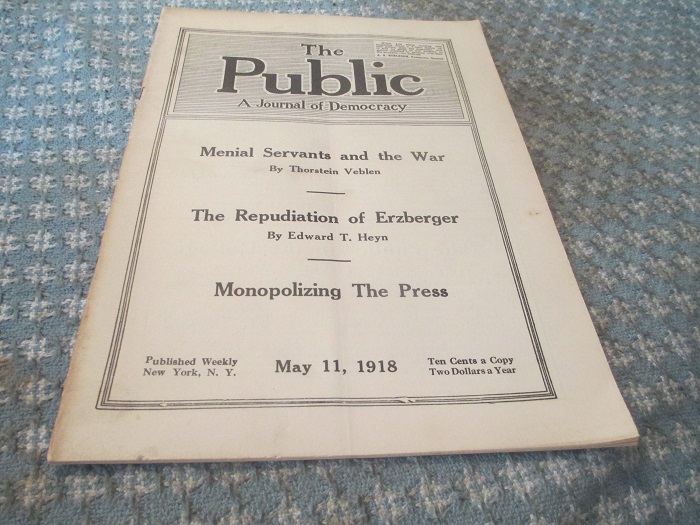 The
Public
A Journal of Democracy
Menial Servants and the War
By Thorstein Veblen
The Repudiation of Erzberger
By Edward T. Heyn
Monopolizing The Press
Published Weekly
New York, N. Y.
May 11, 1918
Ten Cents a Copy
Two Dollars a Year